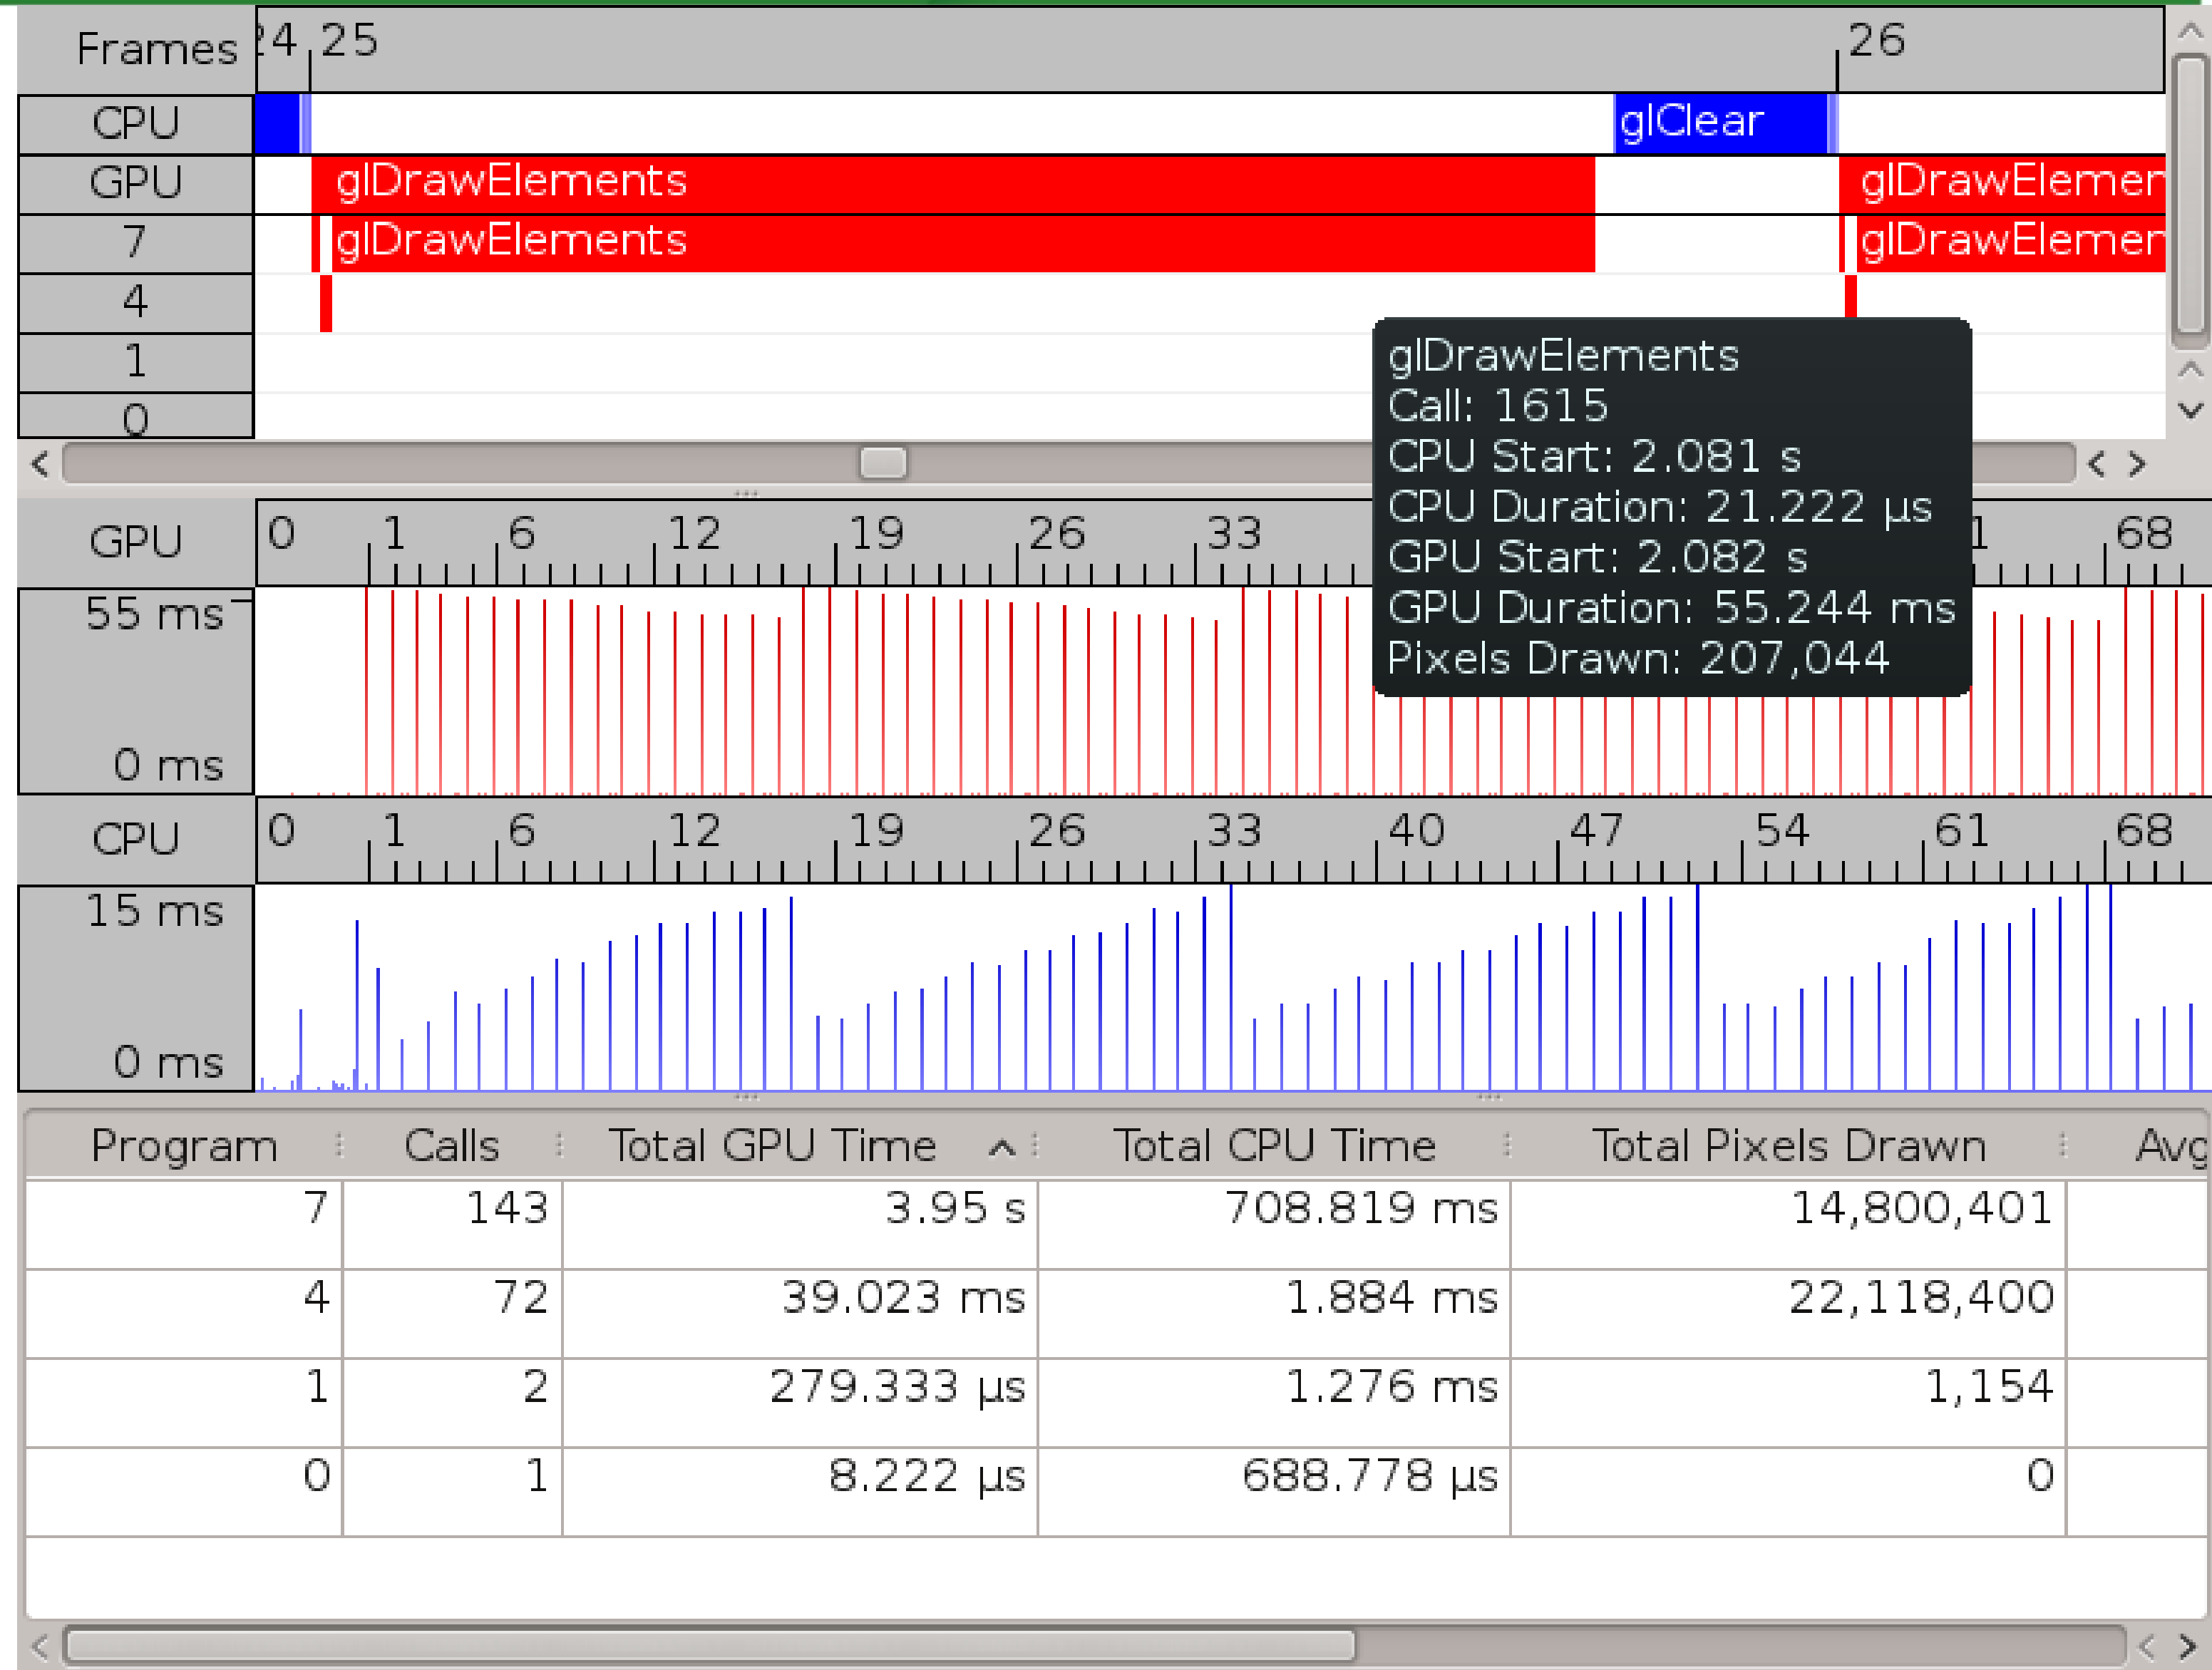 Frames 24 25 26
CPU glClear
GPU glDrawElements glDrawElemen
7 glDrawElements glDrawElemen
4
1
0
glDrawElements
Call: 1615
CPU Start: 2.081 s
CPU Duration: 21.222 µs
GPU Start: 2.082 s
GPU Duration: 55.244 ms
Pixels Drawn: 207,044
GPU 0 1 6 12 19 26 33 1 68
55 ms
0 ms
CPU 0 1 6 12 19 26 33 40 47 54 61 68
15 ms
0 ms
Program Calls Total GPU Time Total CPU Time Total Pixels Drawn Avg
7 143 3.95 s 708.819 ms 14,800,401
4 72 39.023 ms 1.884 ms 22,118,400
1 2 279.333 µs 1.276 ms 1,154
0 1 8.222 µs 688.778 µs 0